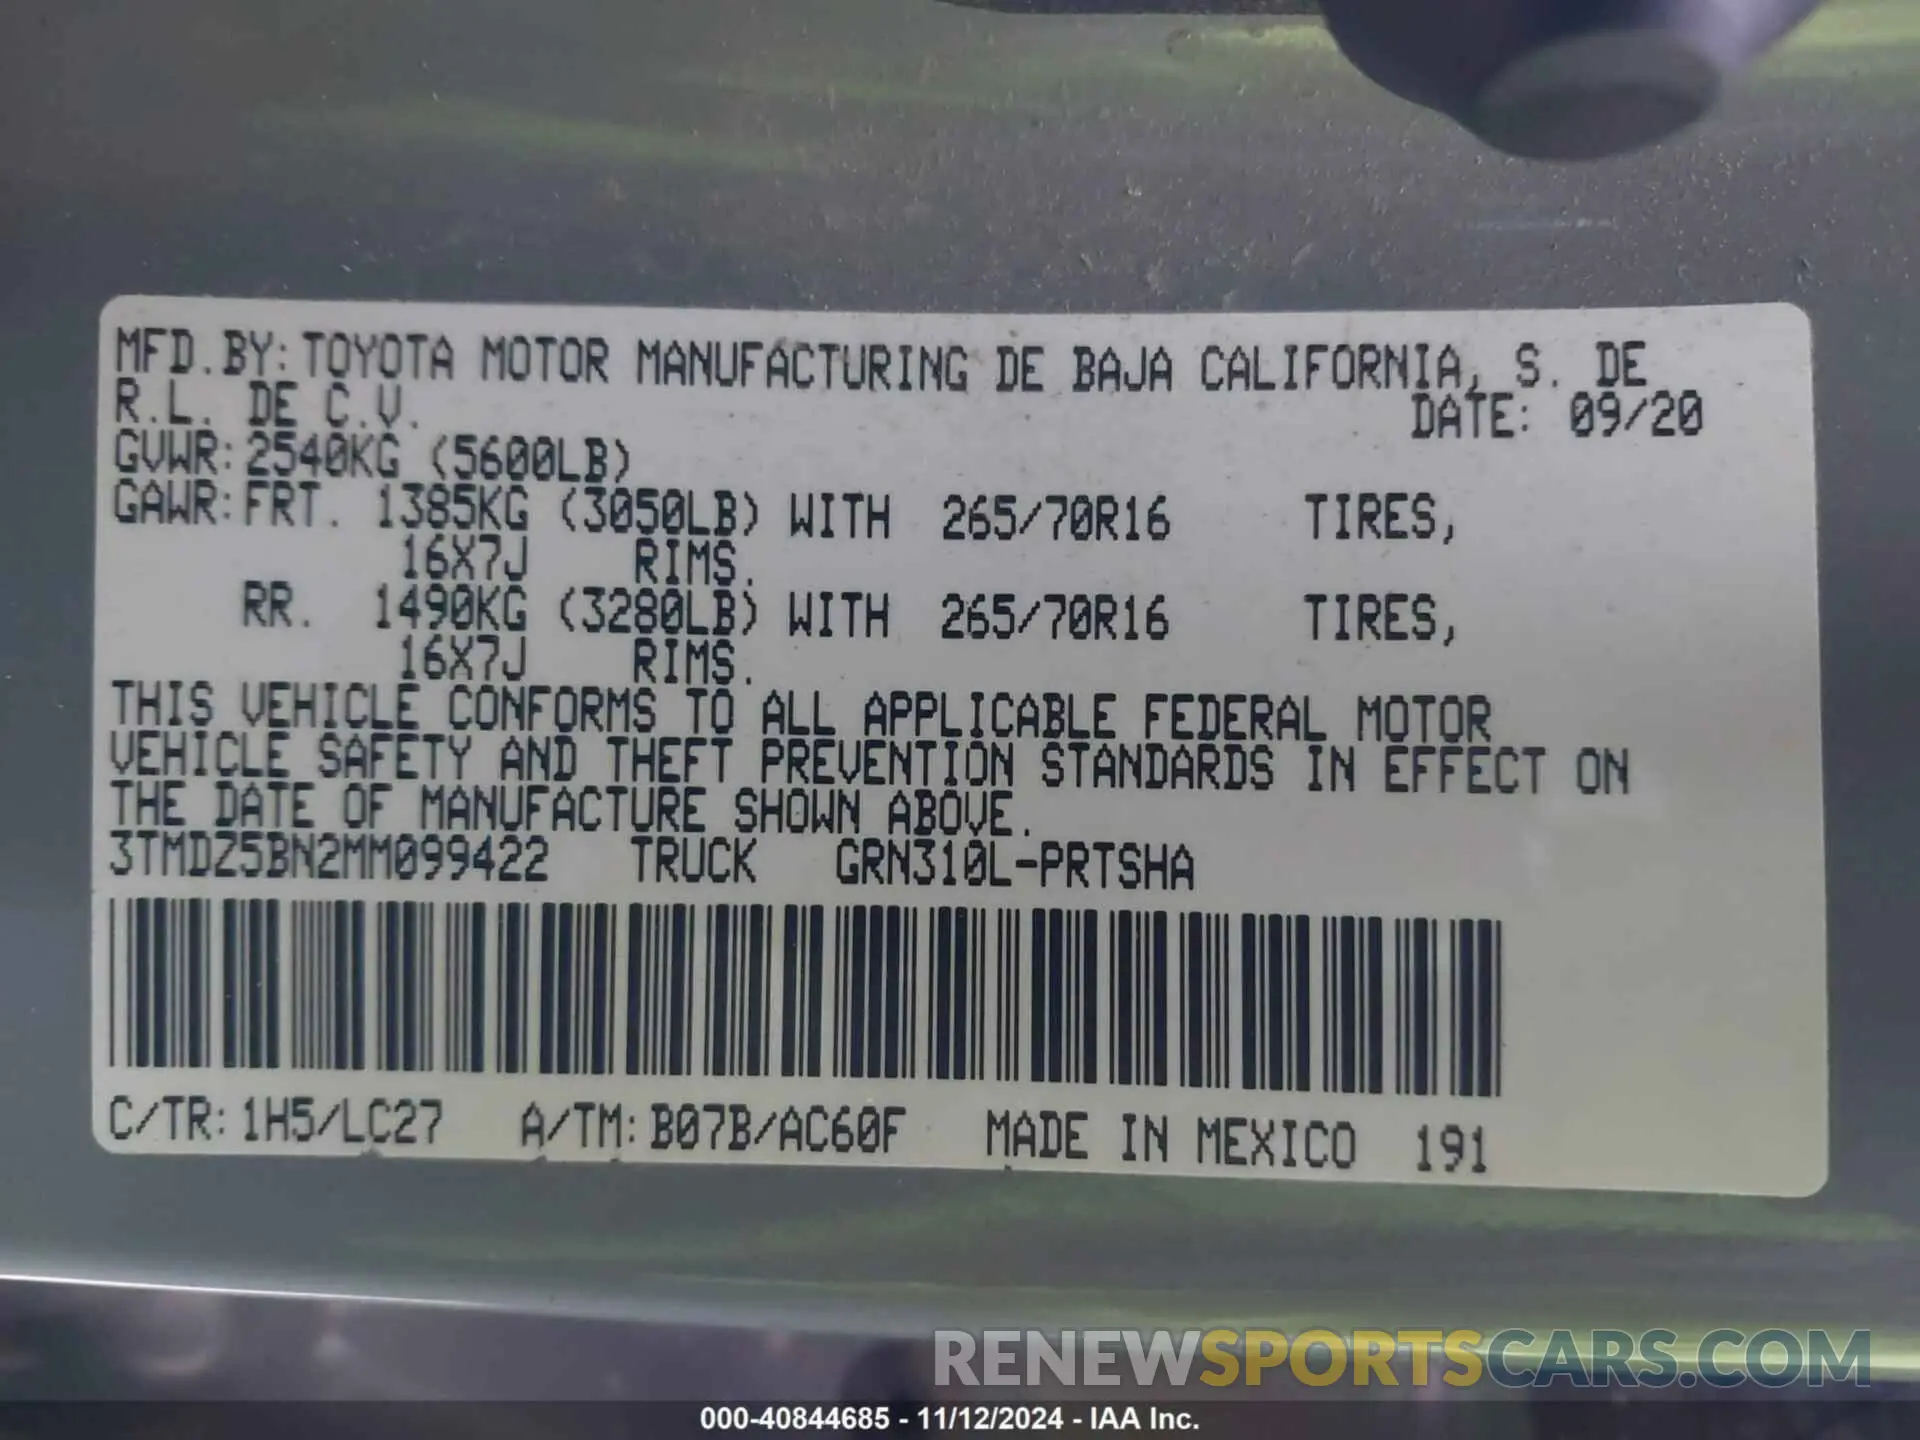 MFD.BY:TOYOTA MOTOR MANUFACTURING DE BAJA CALIFORNIA, S. DE
R.L. DE C.V. DATE: 09/20
GVWR:2540KG (5600LB)
GAWR:FRT. 1385KG (3050LB) WITH 265/70R16 TIRES,
16X7J RIMS.
RR. 1490KG (3280LB) WITH 265/70R16 TIRES,
16X7J RIMS.
THIS VEHICLE CONFORMS TO ALL APPLICABLE FEDERAL MOTOR
VEHICLE SAFETY AND THEFT PREVENTION STANDARDS IN EFFECT ON
THE DATE OF MANUFACTURE SHOWN ABOVE.
3TMDZ5BN2MM099422 TRUCK GRN310L-PRTSHA
C/TR:1H5/LC27 A/TM:B07B/AC60F MADE IN MEXICO 191
RENEWSPORTSCARS.COM
000-40844685 - 11/12/2024 - IAA Inc.